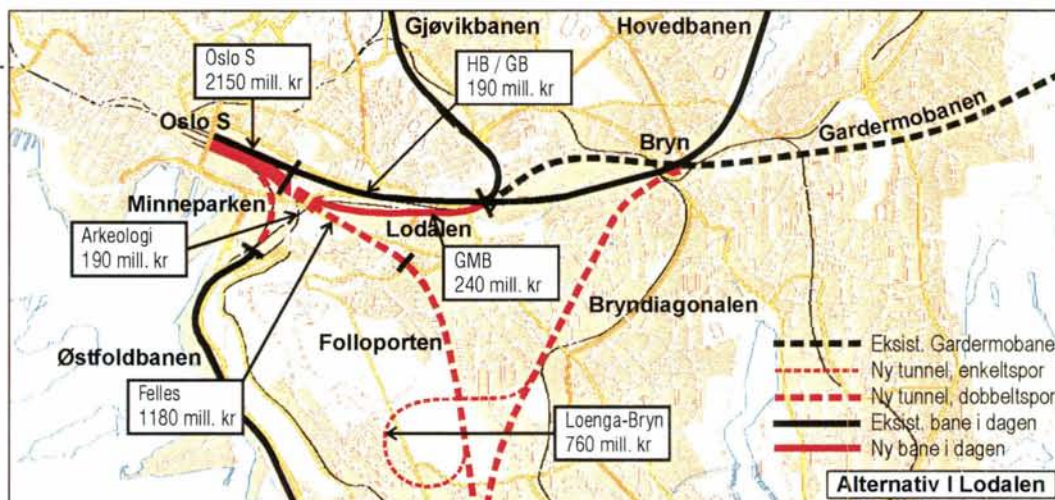 Gjøvikbanen
Hovedbanen
Oslo S
2150 mill. kr
HB / GB
190 mill. kr
Oslo S
Bryn
Gardermobanen
Minneparken
Lodalen
Arkeologi
190 mill. kr
GMB
240 mill. kr
Bryndiagonalen
Østfoldbanen
Folloporten
Felles
1180 mill. kr
Loenga-Bryn
760 mill. kr
Eksist. Gardermobane
Ny tunnel, enkeltspor
Ny tunnel, dobbeltspor
Eksist. bane i dagen
Ny bane i dagen
Alternativ I Lodalen